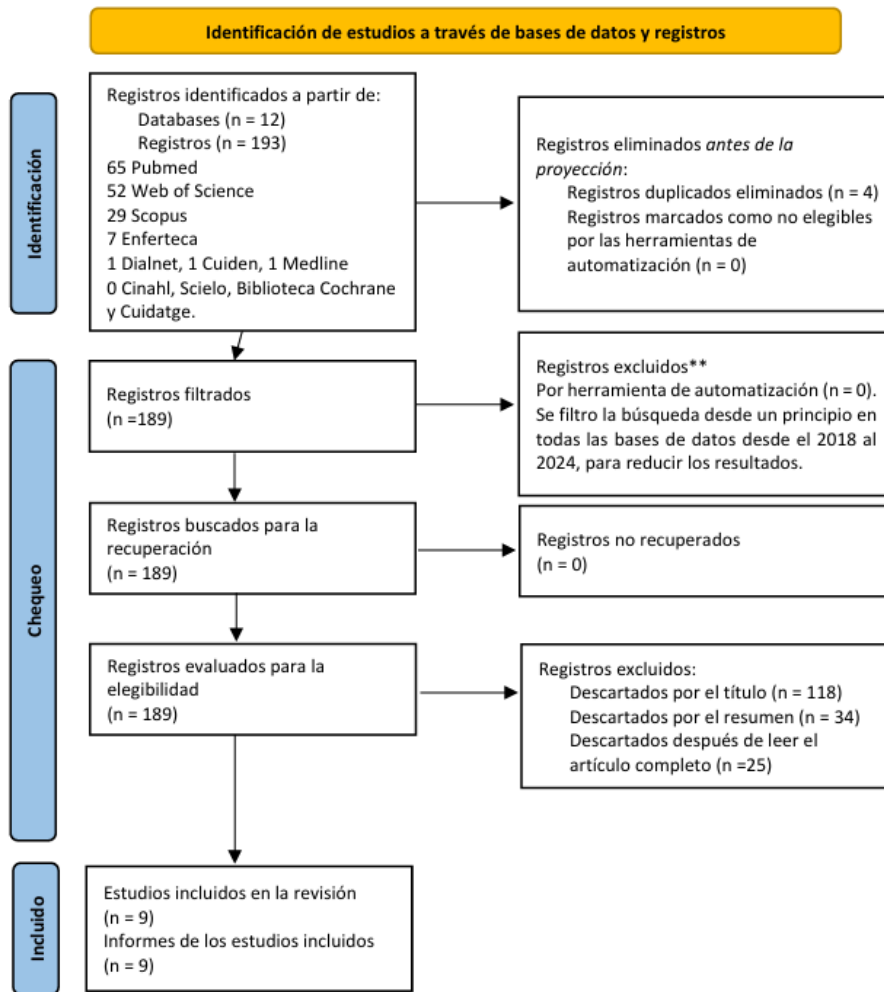 Identificación de estudios a través de bases de datos y registros
Identificación
Registros identificados a partir de:
Databases (n = 12)
Registros (n = 193)
65 Pubmed
52 Web of Science
29 Scopus
7 Enferteca
1 Dialnet, 1 Cuiden, 1 Medline
0 Cinahl, Scielo, Biblioteca Cochrane
y Cuidatge.
Registros eliminados antes de la
proyección:
Registros duplicados eliminados (n = 4)
Registros marcados como no elegibles
por las herramientas de
automatización (n = 0)
Chequeo
Registros filtrados
(n =189)
Registros excluidos**
Por herramienta de automatización (n = 0).
Se filtro la búsqueda desde un principio en
todas las bases de datos desde el 2018 al
2024, para reducir los resultados.
Registros buscados para la
recuperación
(n = 189)
Registros no recuperados
(n = 0)
Registros evaluados para la
elegibilidad
(n = 189)
Registros excluidos:
Descartados por el título (n = 118)
Descartados por el resumen (n = 34)
Descartados después de leer el
artículo completo (n =25)
Incluido
Estudios incluidos en la revisión
(n = 9)
Informes de los estudios incluidos
(n = 9)